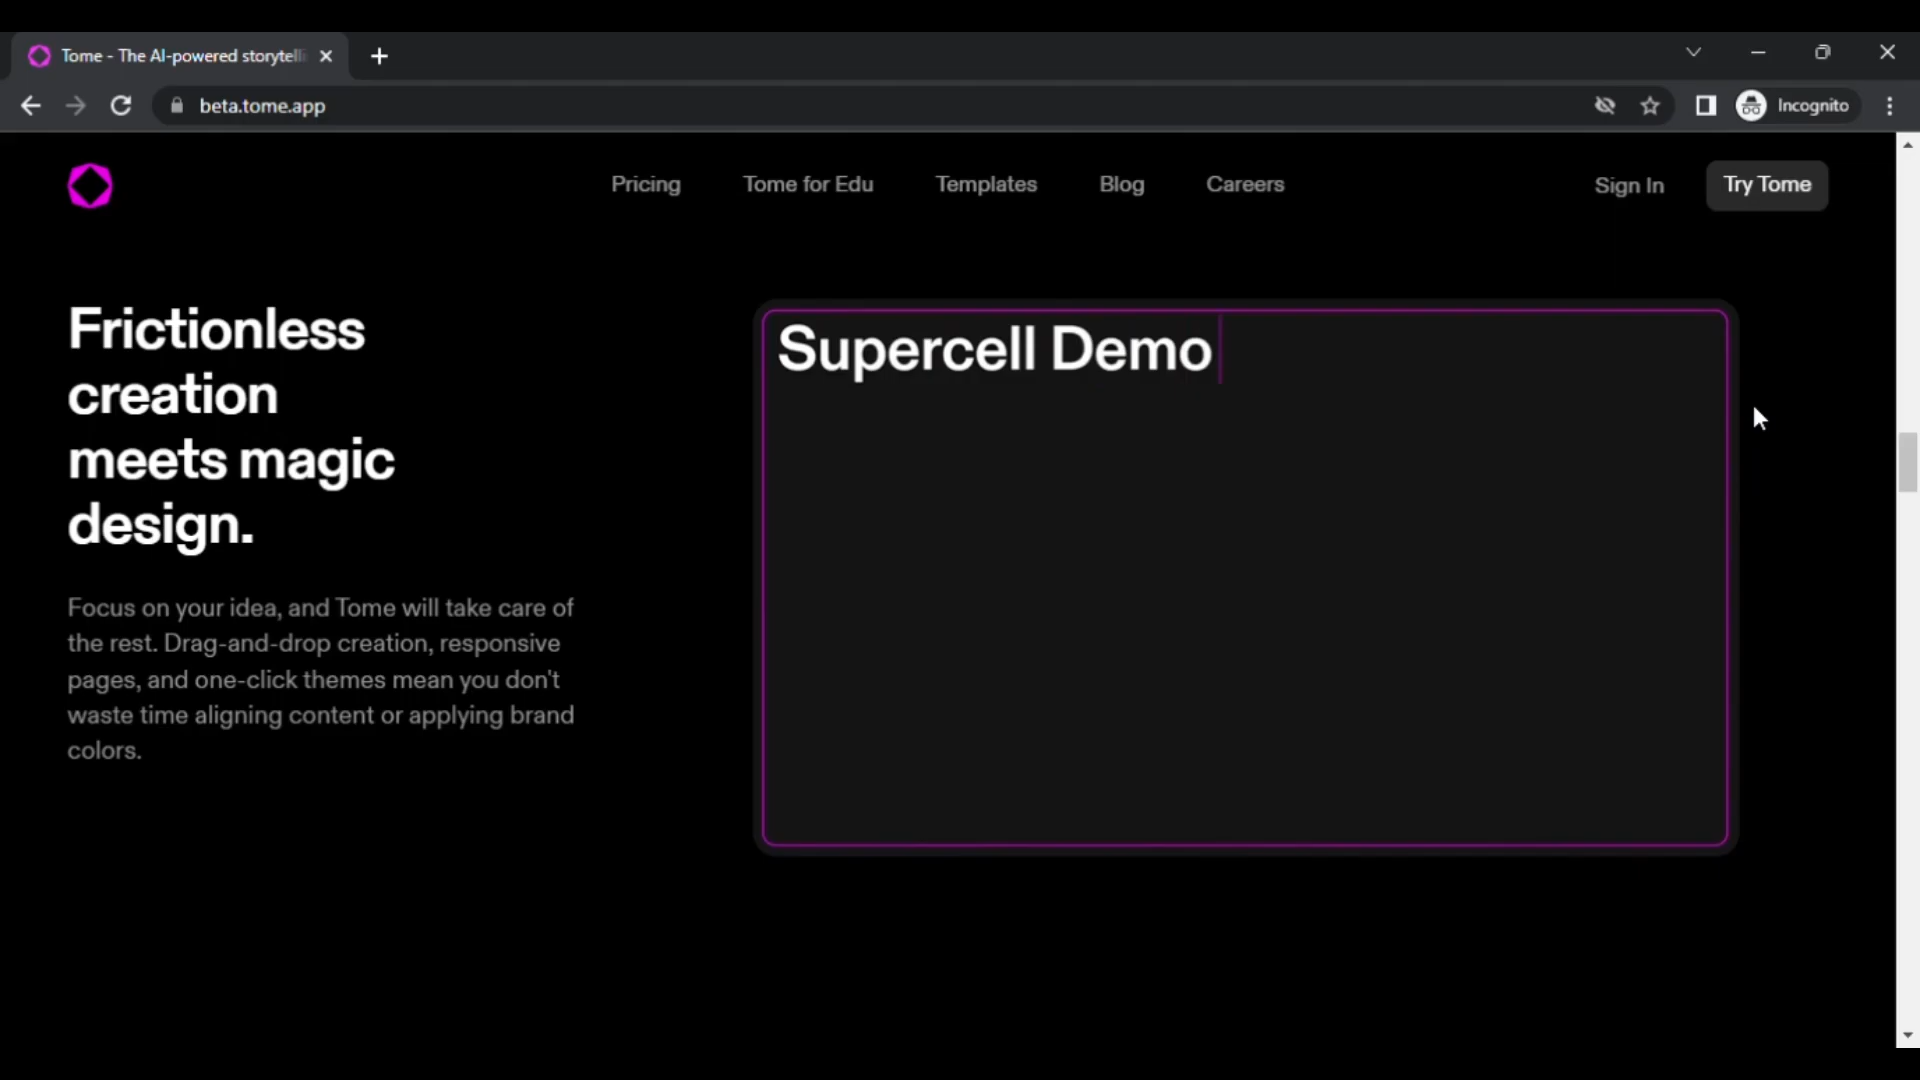 Tome - The AI-powered storytelli
beta.tome.app
Incognito
Pricing
Tome for Edu
Templates
Blog
Careers
Sign In
Try Tome
Frictionless
creation
meets magic
design.
Focus on your idea, and Tome will take care of
the rest. Drag-and-drop creation, responsive
pages, and one-click themes mean you don't
waste time aligning content or applying brand
colors.
Supercell Demo